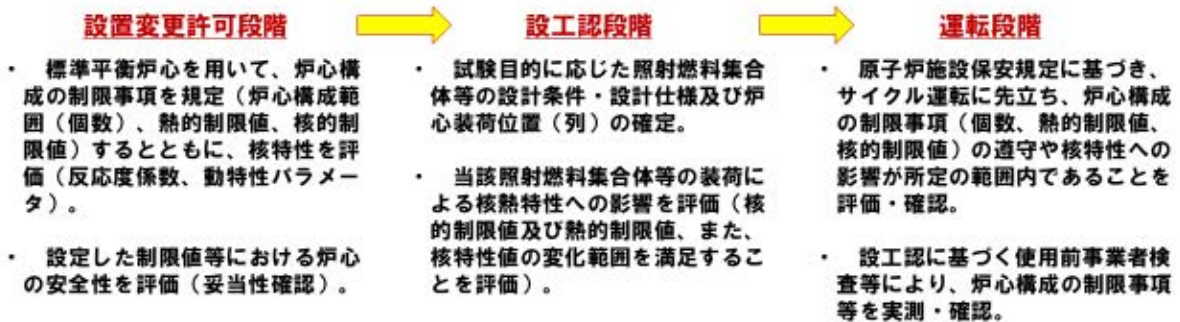 設置変更許可段階
・　標準平衡炉心を用いて、炉心構
成の制限事項を規定（炉心構成範
囲（個数）、熱的制限値、核的制
限値）するとともに、核特性を評
価（反応度係数、動特性パラメー
タ）。
・　設定した制限値等における炉心
の安全性を評価（妥当性確認）。
設工認段階
・　試験目的に応じた照射燃料集合
体等の設計条件・設計仕様及び炉
心装荷位置（列）の確定。
・　当該照射燃料集合体等の装荷に
よる核熱特性への影響を評価（核
的制限値及び熱的制限値、また、
核特性値の変化範囲を満足するこ
とを評価）。
運転段階
・　原子炉施設保安規定に基づき、
サイクル運転に先立ち、炉心構成
の制限事項（個数、熱的制限値、
核的制限値）の遵守や核特性への
影響が所定の範囲内であることを
評価・確認。
・　設工認に基づく使用前事業者検
査等により、炉心構成の制限事項
等を実測・確認。